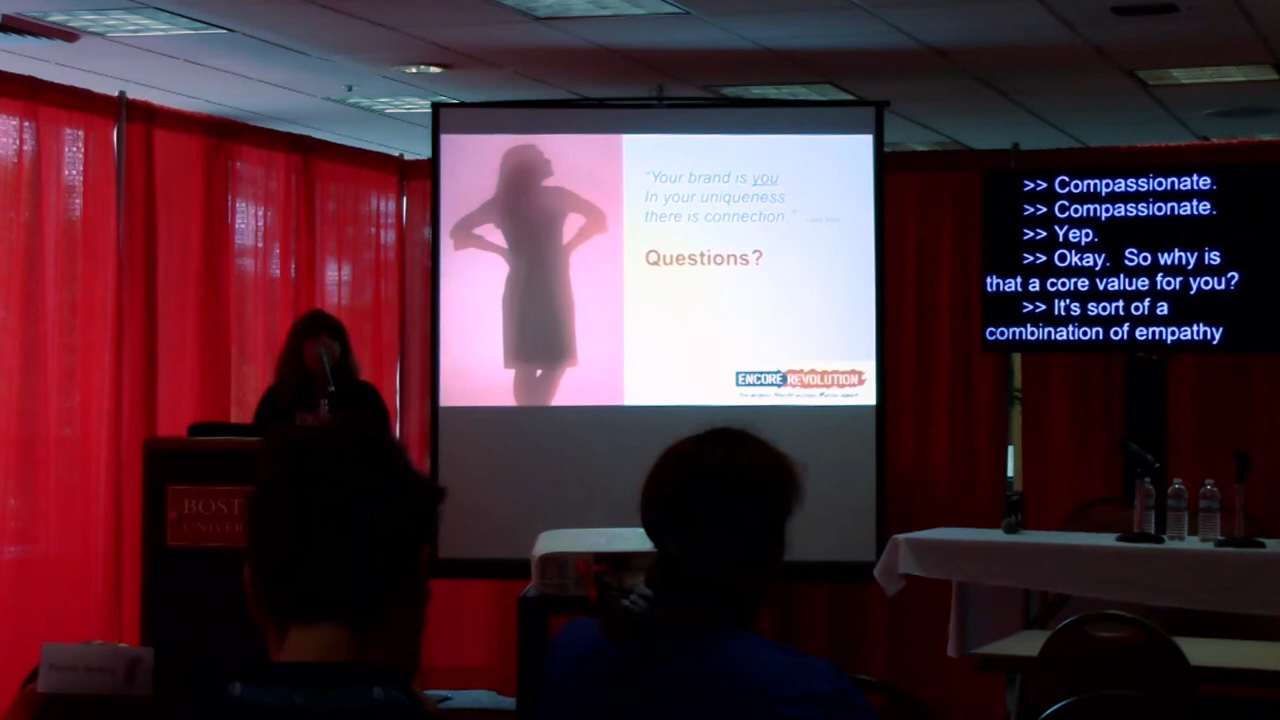 "Your brand is you
In your uniqueness
there is connection."
Questions?
ENCORE REVOLUTION
>> Compassionate.
>> Compassionate.
>> Yep.
>> Okay.  So why is
that a core value for you?
>> It's sort of a
combination of empathy
BOST
UNIVER